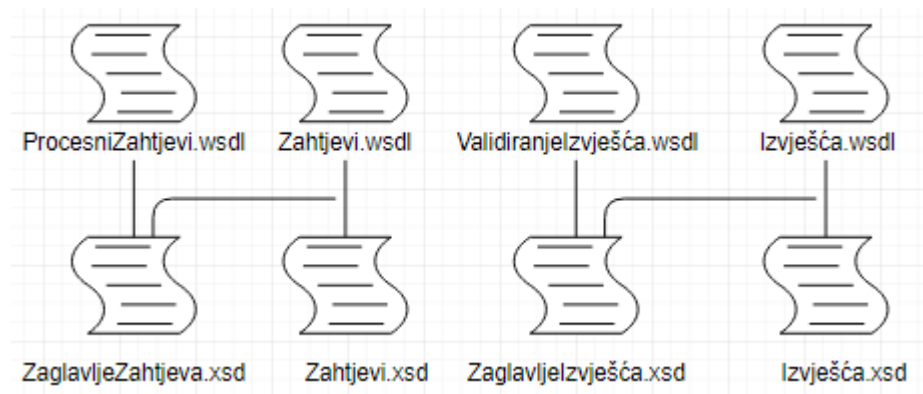 ProcesniZahtjevi.wsdl
Zahtjevi.wsdl
ValidiranjeIzvješća.wsdl
Izvješća.wsdl
ZaglavljeZahtjeva.xsd
Zahtjevi.xsd
ZaglavljeIzvješća.xsd
Izvješća.xsd